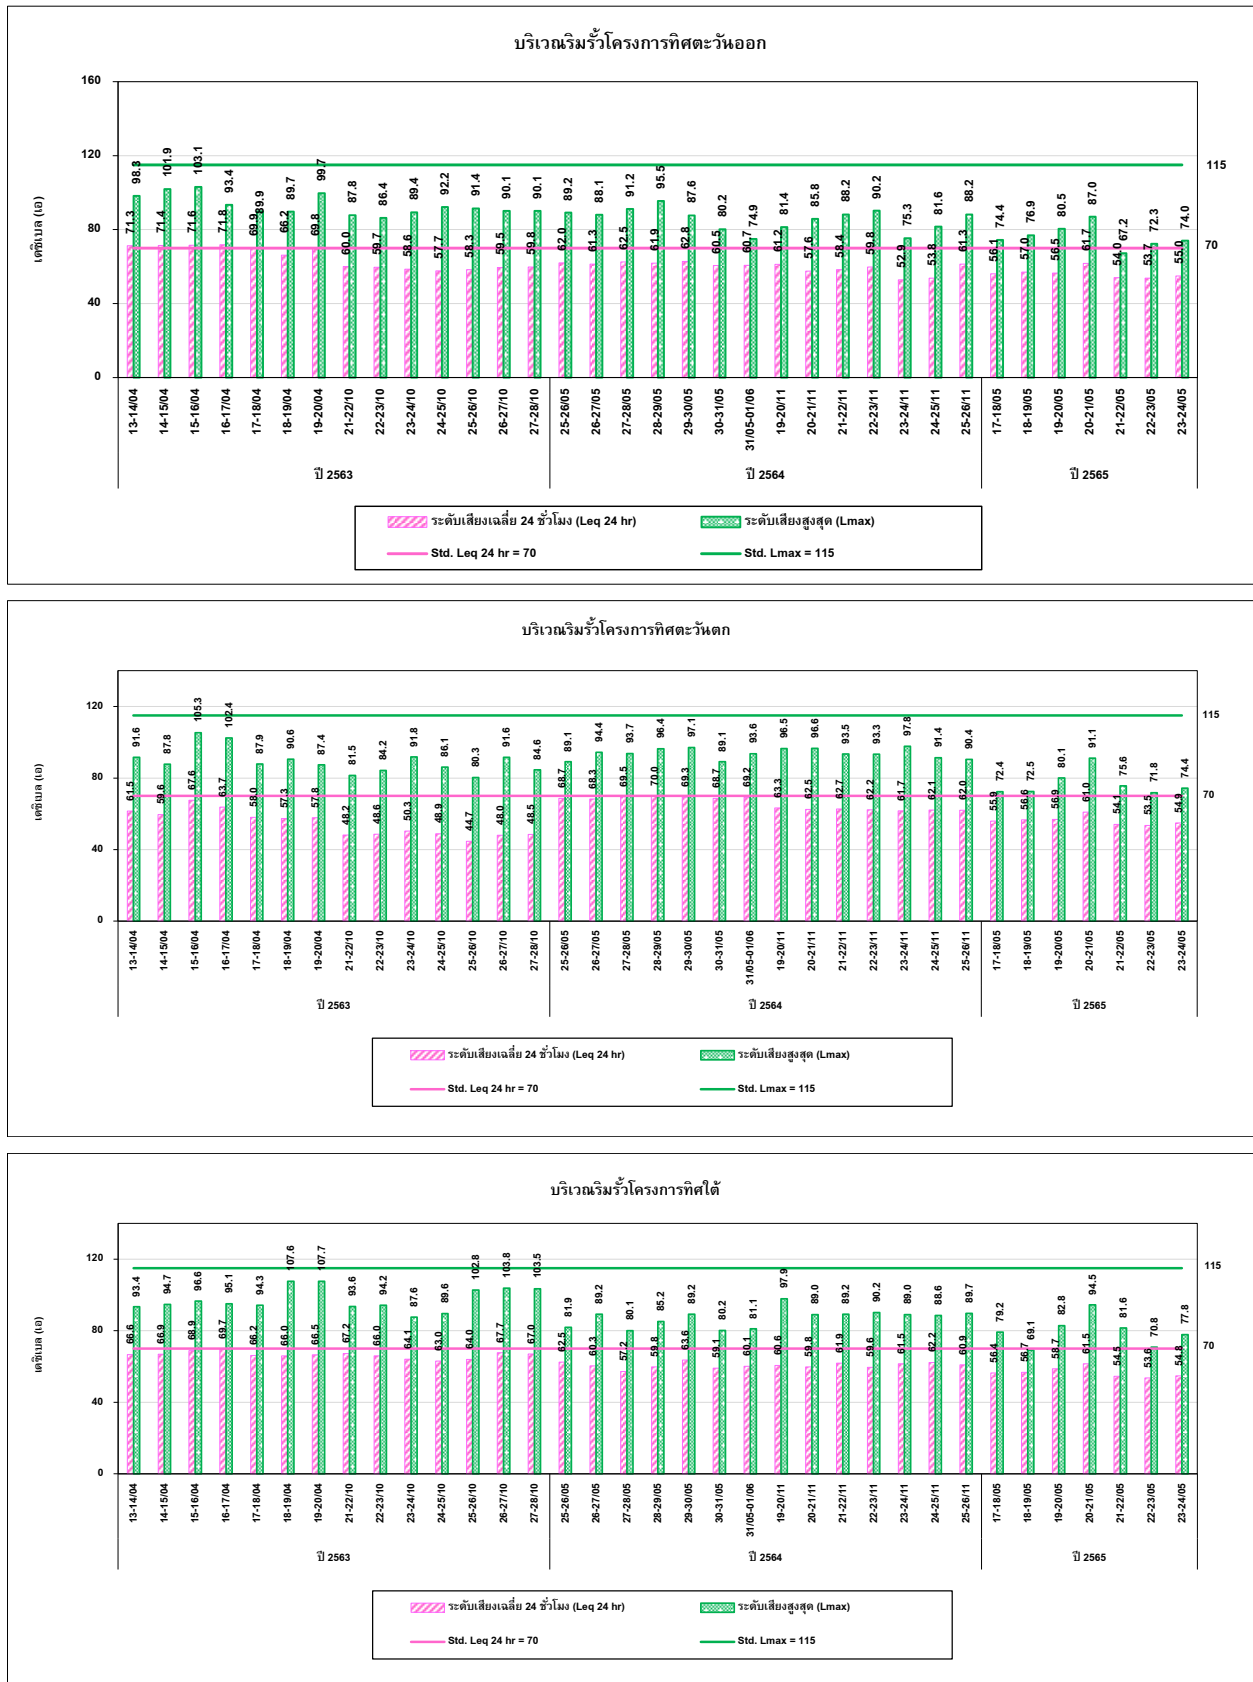 บริเวณริมรั้วโครงการทิศตะวันออก
เดซิเบล (เอ)
160
120
80
40
0
115
70
71.3 98.3 71.4 101.9 71.6 103.1 71.8 93.4 69.9 89.9 66.2 89.7 69.8 99.7 60.0 87.8 59.7 86.4 58.6 89.4 57.7 92.2 58.3 91.4 59.5 90.1 59.8 90.1 62.0 89.2 61.3 88.1 62.5 91.2 61.9 95.5 62.8 87.6 60.5 80.2 60.7 74.9 61.2 81.4 57.6 85.8 58.4 88.2 59.8 90.2 52.9 75.3 53.8 81.6 61.3 88.2 56.1 74.4 57.0 76.9 56.5 80.5 61.7 87.0 54.0 67.2 53.7 72.3 55.0 74.0
13-14/04 14-15/04 15-16/04 16-17/04 17-18/04 18-19/04 19-20/04 21-22/10 22-23/10 23-24/10 24-25/10 25-26/10 26-27/10 27-28/10 25-26/05 26-27/05 27-28/05 28-29/05 29-30/05 30-31/05 31/05-01/06 19-20/11 20-21/11 21-22/11 22-23/11 23-24/11 24-25/11 25-26/11 17-18/05 18-19/05 19-20/05 20-21/05 21-22/05 22-23/05 23-24/05
ปี 2563 ปี 2564 ปี 2565
ระดับเสียงเฉลี่ย 24 ชั่วโมง (Leq 24 hr) ระดับเสียงสูงสุด (Lmax)
Std. Leq 24 hr = 70 Std. Lmax = 115
บริเวณริมรั้วโครงการทิศตะวันตก
เดซิเบล (เอ)
120
80
40
0
115
70
61.5 91.6 59.6 87.8 67.6 105.3 63.7 102.4 58.0 87.9 57.3 90.6 57.8 87.4 48.2 81.5 48.6 84.2 50.3 91.8 48.9 86.1 44.7 80.3 48.0 91.6 48.5 84.6 68.7 89.1 68.3 94.4 69.5 93.7 70.0 96.4 69.3 97.1 68.7 89.1 69.2 93.6 63.3 96.5 62.5 96.6 62.7 93.5 62.2 93.3 61.7 97.8 62.1 91.4 62.0 90.4 55.9 72.4 56.6 72.5 56.9 80.1 61.0 91.1 54.1 75.6 53.5 71.8 54.9 74.4
13-14/04 14-15/04 15-16/04 16-17/04 17-18/04 18-19/04 19-20/04 21-22/10 22-23/10 23-24/10 24-25/10 25-26/10 26-27/10 27-28/10 25-26/05 26-27/05 27-28/05 28-29/05 29-30/05 30-31/05 31/05-01/06 19-20/11 20-21/11 21-22/11 22-23/11 23-24/11 24-25/11 25-26/11 17-18/05 18-19/05 19-20/05 20-21/05 21-22/05 22-23/05 23-24/05
ปี 2563 ปี 2564 ปี 2565
ระดับเสียงเฉลี่ย 24 ชั่วโมง (Leq 24 hr) ระดับเสียงสูงสุด (Lmax)
Std. Leq 24 hr = 70 Std. Lmax = 115
บริเวณริมรั้วโครงการทิศใต้
เดซิเบล (เอ)
120
80
40
0
115
70
66.6 93.4 66.9 94.7 68.9 96.6 69.7 95.1 66.2 94.3 66.0 107.6 66.5 107.7 67.2 93.6 66.0 94.2 64.1 87.6 63.0 89.6 64.0 102.8 67.7 103.8 67.0 103.5 62.5 81.9 60.3 89.2 57.2 80.1 59.8 85.2 63.6 89.2 59.1 80.2 60.1 81.1 60.6 97.9 59.8 89.0 61.9 89.2 59.6 90.2 61.5 89.0 62.2 88.6 60.9 89.7 56.4 79.2 56.7 69.1 58.7 82.8 61.5 94.5 54.5 81.6 53.6 70.8 54.8 77.8
13-14/04 14-15/04 15-16/04 16-17/04 17-18/04 18-19/04 19-20/04 21-22/10 22-23/10 23-24/10 24-25/10 25-26/10 26-27/10 27-28/10 25-26/05 26-27/05 27-28/05 28-29/05 29-30/05 30-31/05 31/05-01/06 19-20/11 20-21/11 21-22/11 22-23/11 23-24/11 24-25/11 25-26/11 17-18/05 18-19/05 19-20/05 20-21/05 21-22/05 22-23/05 23-24/05
ปี 2563 ปี 2564 ปี 2565
ระดับเสียงเฉลี่ย 24 ชั่วโมง (Leq 24 hr) ระดับเสียงสูงสุด (Lmax)
Std. Leq 24 hr = 70 Std. Lmax = 115